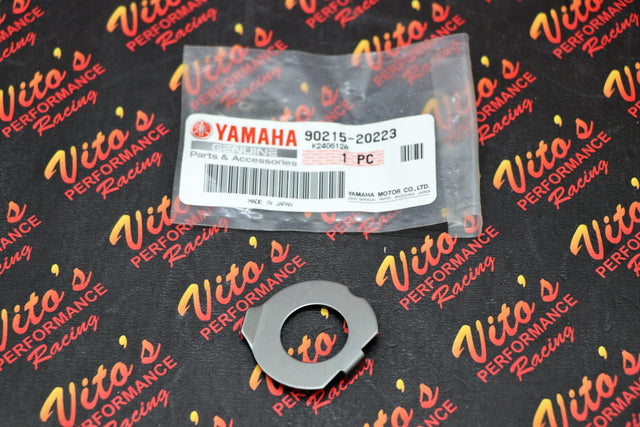 YAMAHA
GENUINE
Parts & Accessories
90215-20223
K240612A
1 PC
MADE IN JAPAN
YAMAHA MOTOR CO., LTD.
Vito's
PERFORMANCE
Racing